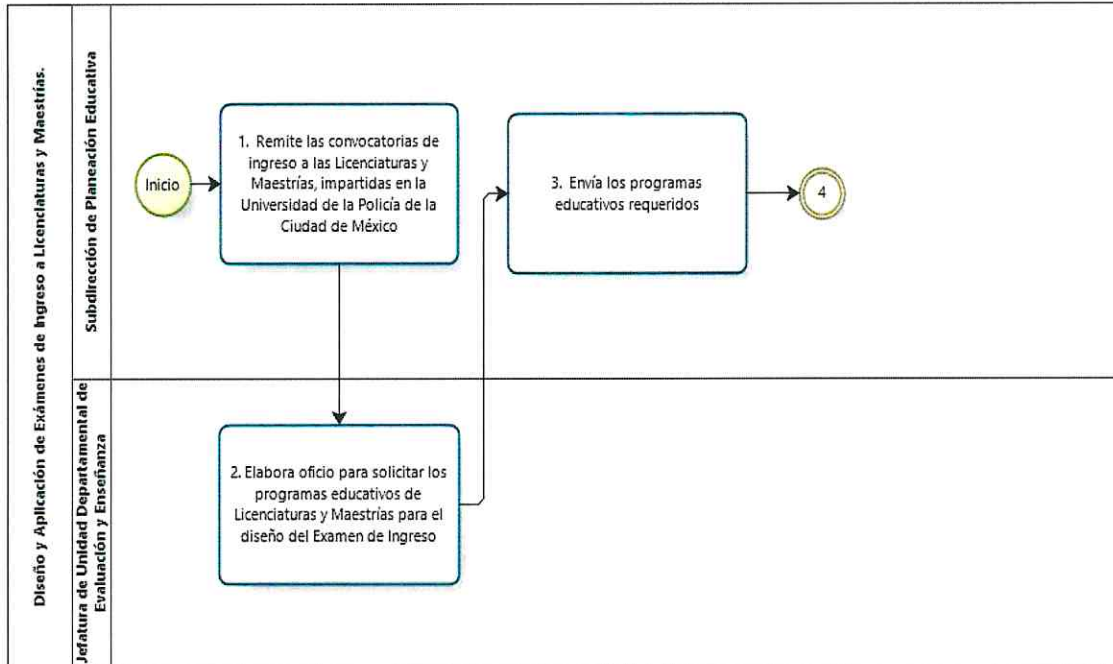 Diseño y Aplicación de Exámenes de Ingreso a Licenciaturas y Maestrías.
Subdirección de Planeación Educativa
Inicio
1. Remite las convocatorias de
ingreso a las Licenciaturas y
Maestrías, impartidas en la
Universidad de la Policía de la
Ciudad de México
3. Envía los programas
educativos requeridos
4
Jefatura de Unidad Departamental de
Evaluación y Enseñanza
2. Elabora oficio para solicitar los
programas educativos de
Licenciaturas y Maestrías para el
diseño del Examen de Ingreso